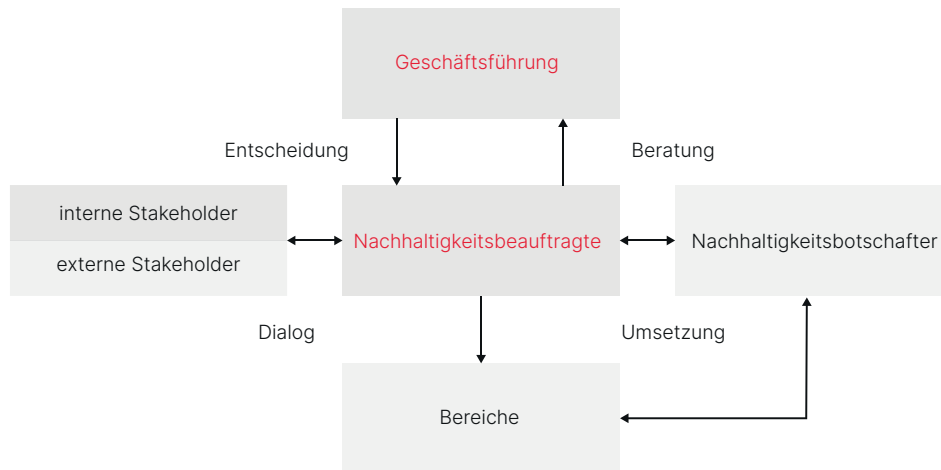 Geschäftsführung
Entscheidung
Beratung
interne Stakeholder
externe Stakeholder
Nachhaltigkeitsbeauftragte
Nachhaltigkeitsbotschafter
Dialog
Umsetzung
Bereiche